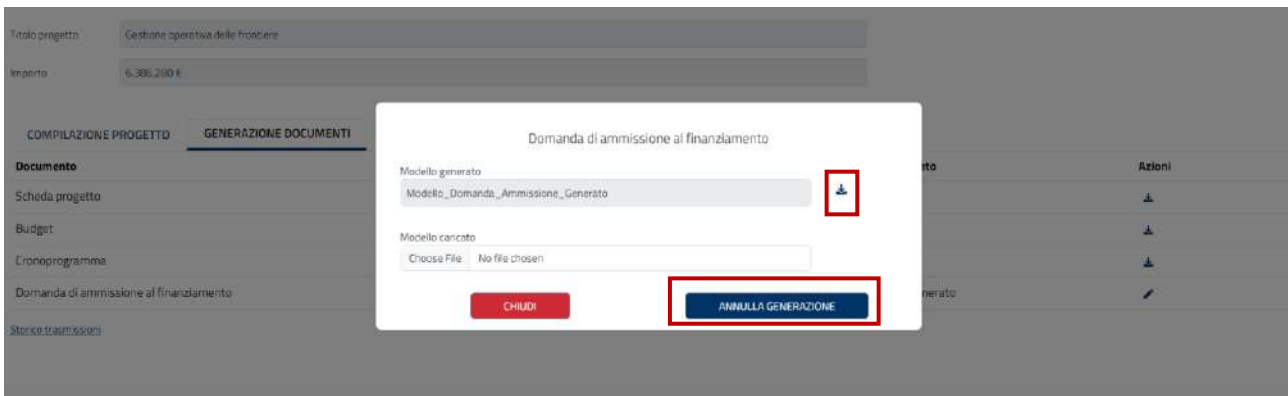 Titolo progetto
Gestione operativa delle frontiere
Importo
6.386.280 €
COMPILAZIONE PROGETTO
GENERAZIONE DOCUMENTI
Documento
Azioni
Scheda progetto
Budget
Cronoprogramma
Domanda di ammissione al finanziamento
nerato
Storico trasmissioni
Domanda di ammissione al finanziamento
Modello generato
Modello_Domanda_Ammissione_Generato
Modello caricato
Choose File No file chosen
CHIUDI
ANNULLA GENERAZIONE